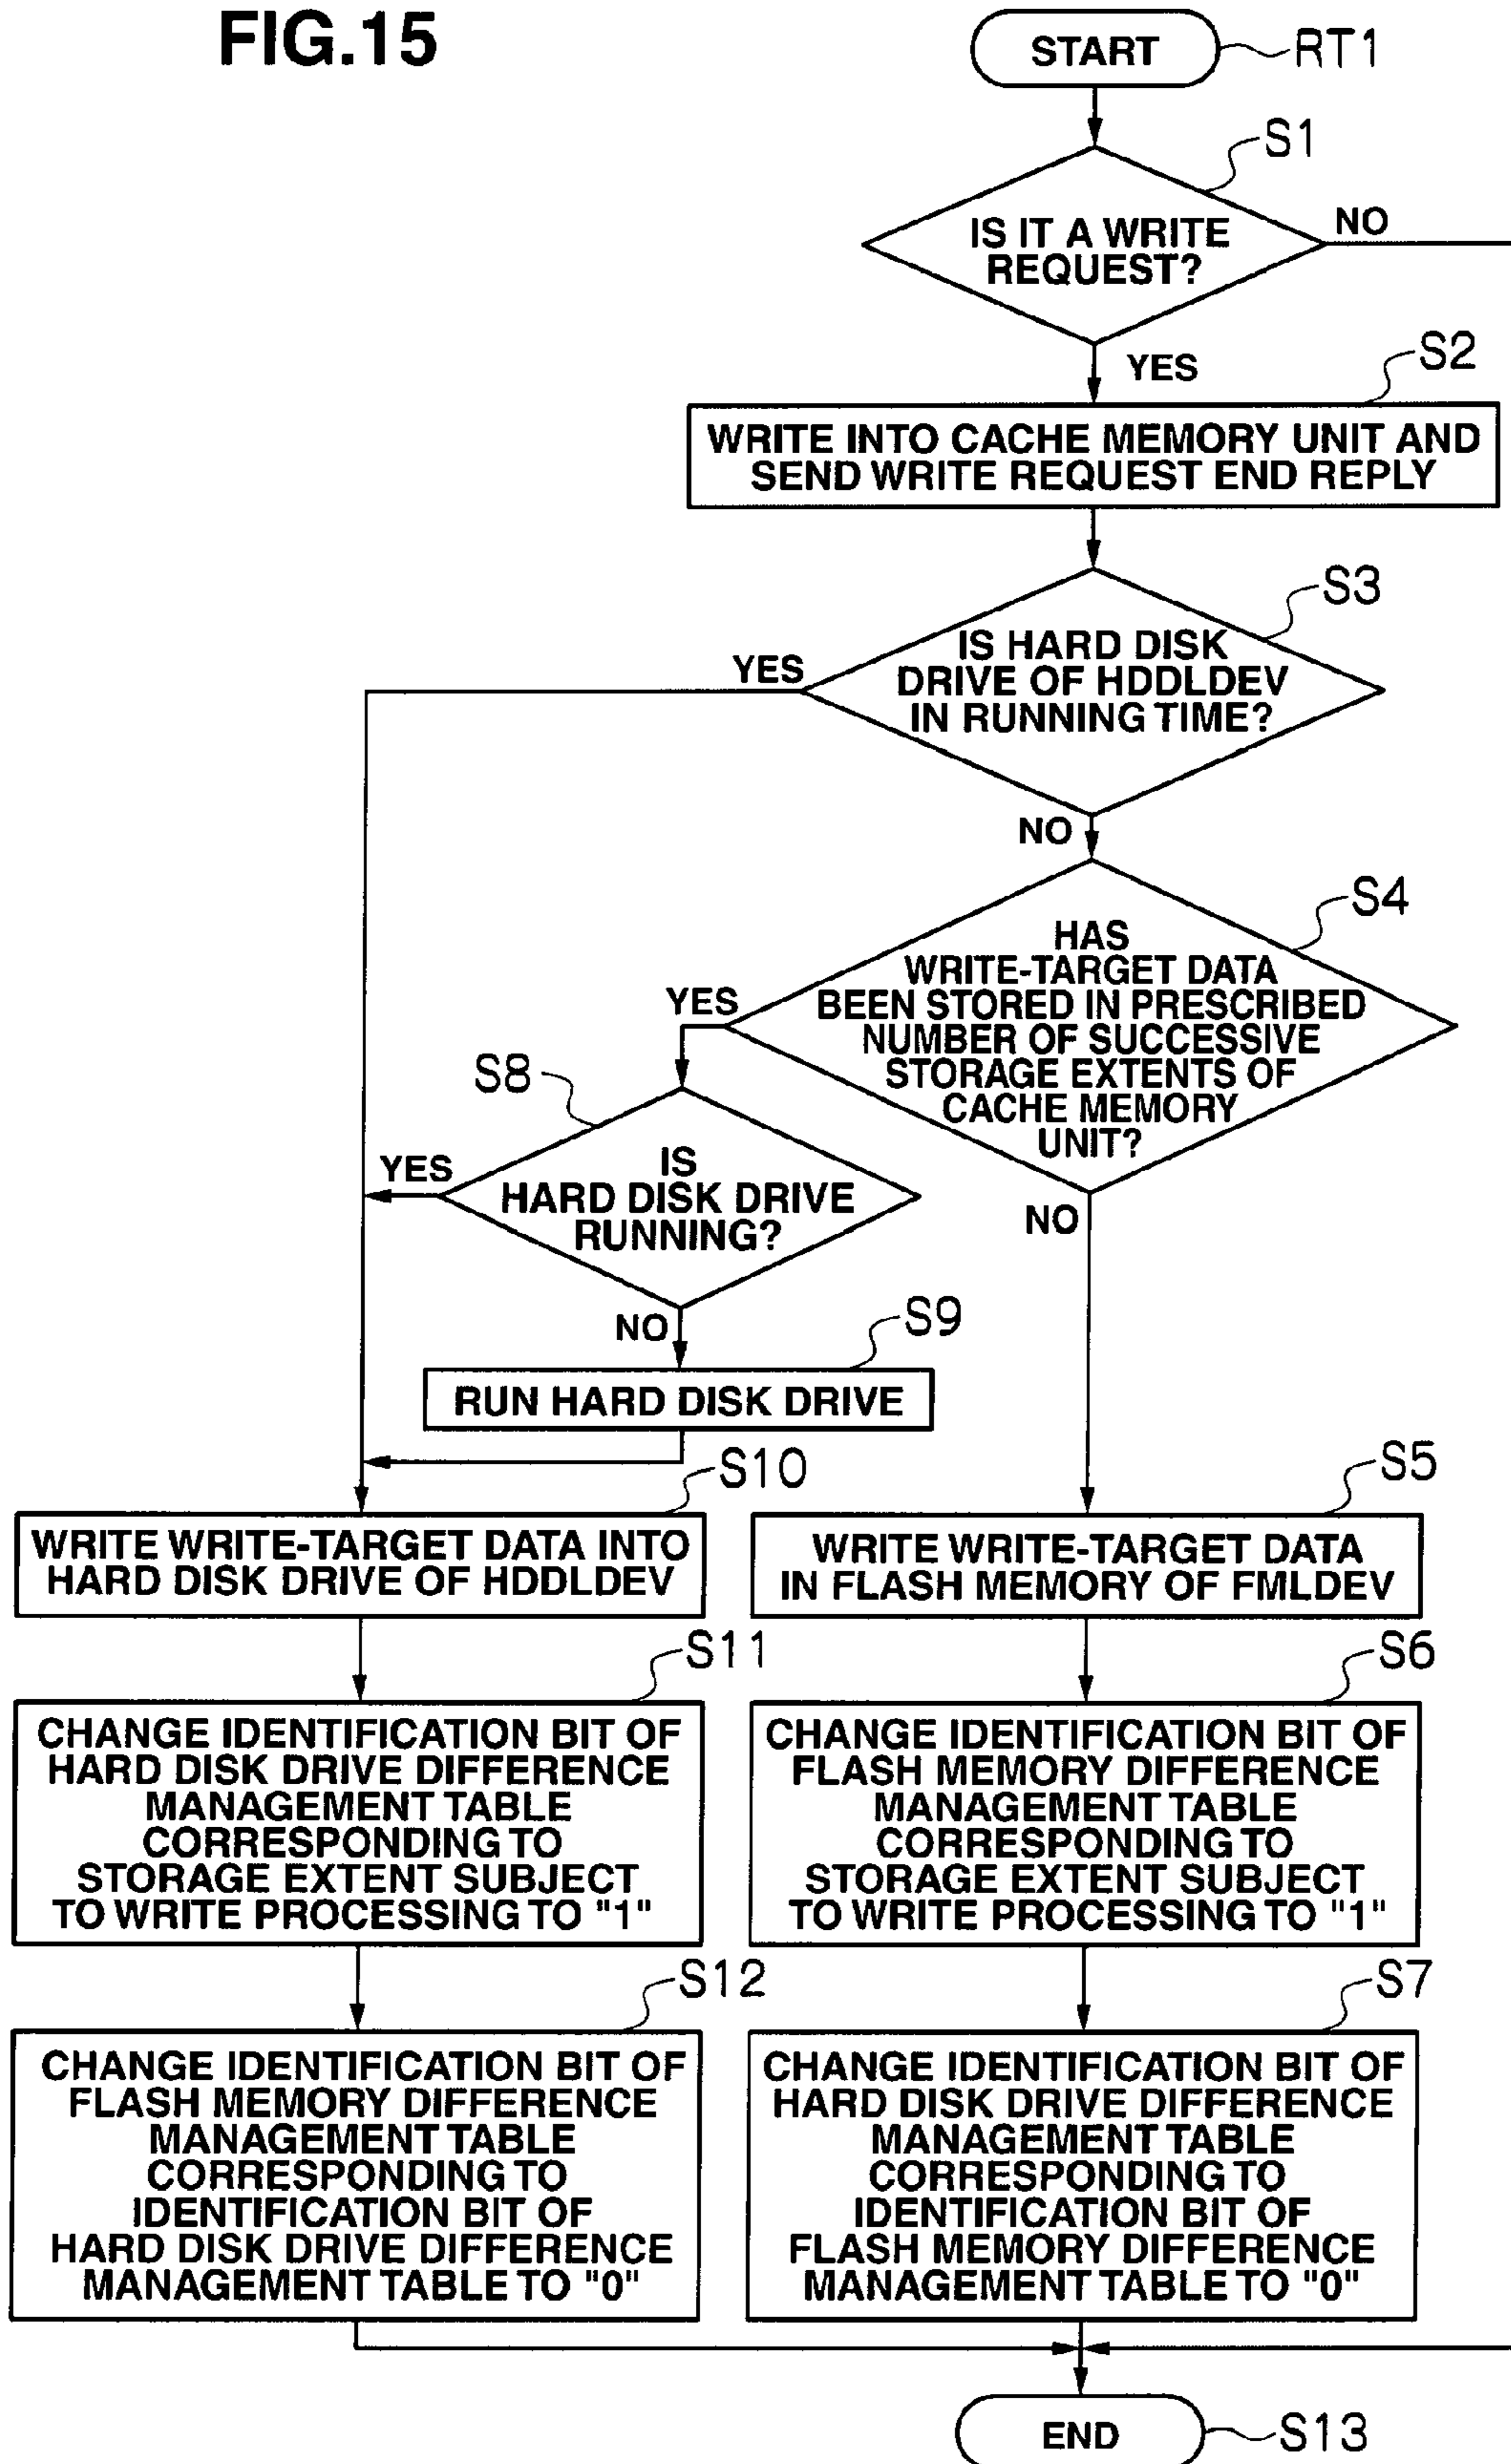 FIG.15
START
RT1
S1
IS IT A WRITE
REQUEST?
NO
YES
S2
WRITE INTO CACHE MEMORY UNIT AND
SEND WRITE REQUEST END REPLY
S3
IS HARD DISK
DRIVE OF HDDLDEV
IN RUNNING TIME?
YES
NO
S4
HAS
WRITE-TARGET DATA
BEEN STORED IN PRESCRIBED
NUMBER OF SUCCESSIVE
STORAGE EXTENTS OF
CACHE MEMORY
UNIT?
YES
NO
S8
IS
HARD DISK DRIVE
RUNNING?
YES
NO
S9
RUN HARD DISK DRIVE
S10
WRITE WRITE-TARGET DATA INTO
HARD DISK DRIVE OF HDDLDEV
S5
WRITE WRITE-TARGET DATA
IN FLASH MEMORY OF FMLDEV
S11
CHANGE IDENTIFICATION BIT OF
HARD DISK DRIVE DIFFERENCE
MANAGEMENT TABLE
CORRESPONDING TO
STORAGE EXTENT SUBJECT
TO WRITE PROCESSING TO "1"
S6
CHANGE IDENTIFICATION BIT OF
FLASH MEMORY DIFFERENCE
MANAGEMENT TABLE
CORRESPONDING TO
STORAGE EXTENT SUBJECT
TO WRITE PROCESSING TO "1"
S12
CHANGE IDENTIFICATION BIT OF
FLASH MEMORY DIFFERENCE
MANAGEMENT TABLE
CORRESPONDING TO
IDENTIFICATION BIT OF
HARD DISK DRIVE DIFFERENCE
MANAGEMENT TABLE TO "0"
S7
CHANGE IDENTIFICATION BIT OF
HARD DISK DRIVE DIFFERENCE
MANAGEMENT TABLE
CORRESPONDING TO
IDENTIFICATION BIT OF
FLASH MEMORY DIFFERENCE
MANAGEMENT TABLE TO "0"
END
S13